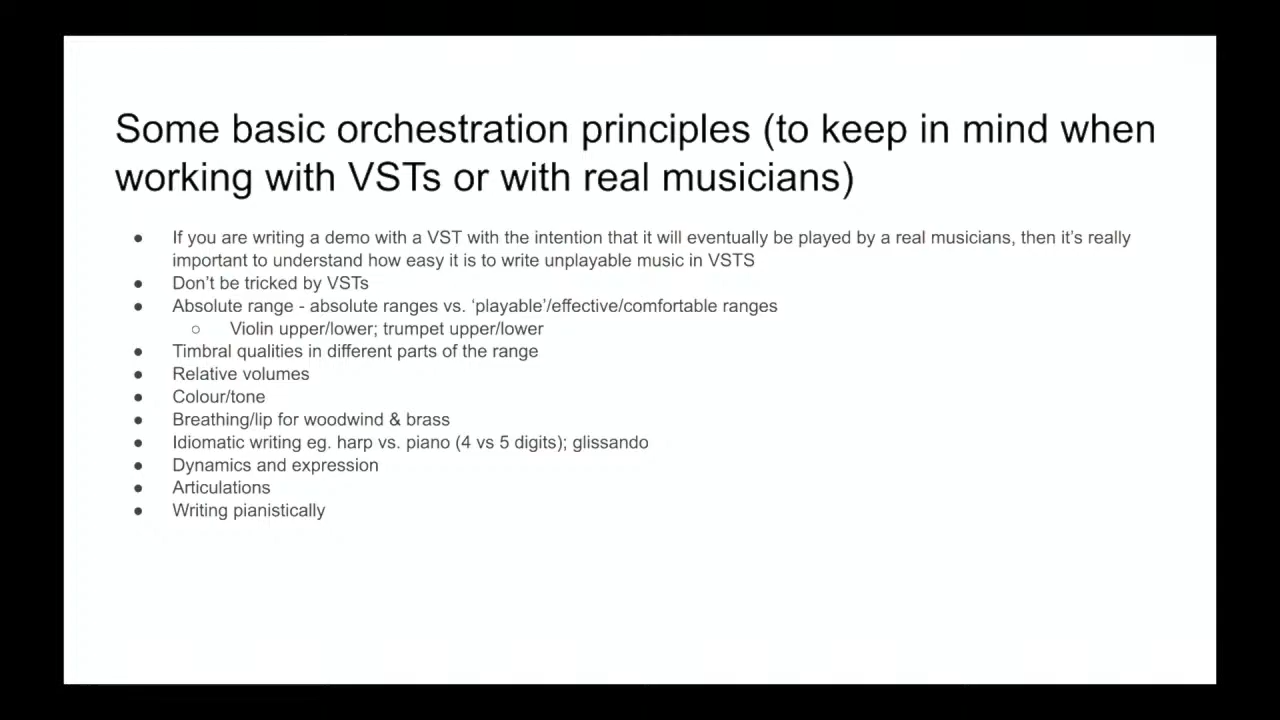 Some basic orchestration principles (to keep in mind when
working with VSTs or with real musicians)
● If you are writing a demo with a VST with the intention that it will eventually be played by a real musicians, then it’s really
important to understand how easy it is to write unplayable music in VSTS
● Don’t be tricked by VSTs
● Absolute range - absolute ranges vs. ‘playable’/effective/comfortable ranges
○ Violin upper/lower; trumpet upper/lower
● Timbral qualities in different parts of the range
● Relative volumes
● Colour/tone
● Breathing/lip for woodwind & brass
● Idiomatic writing eg. harp vs. piano (4 vs 5 digits); glissando
● Dynamics and expression
● Articulations
● Writing pianistically